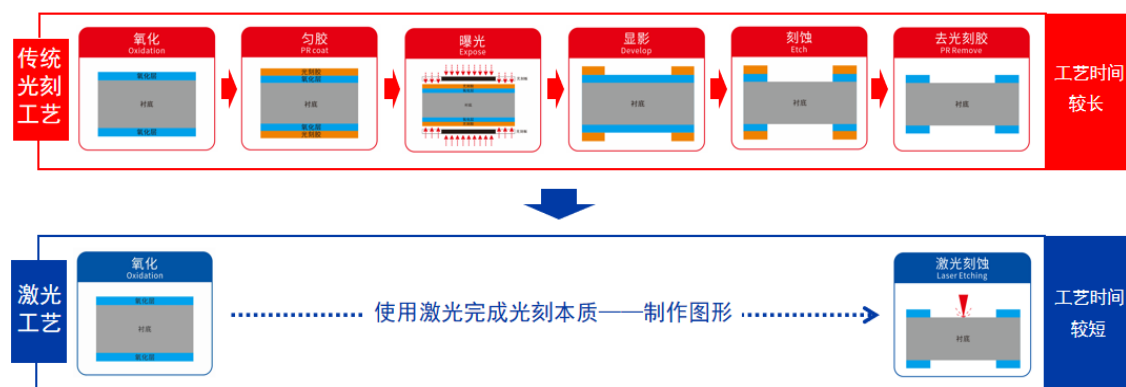 传统
光刻
工艺
氧化
Oxidation
氧化层
衬底
氧化层
匀胶
PR coat
光刻胶
氧化层
衬底
氧化层
光刻胶
曝光
Expose
衬底
显影
Develop
衬底
刻蚀
Etch
衬底
去光刻胶
PR Remove
衬底
工艺时间
较长
激光
工艺
氧化
Oxidation
氧化层
衬底
氧化层
使用激光完成光刻本质——制作图形
激光刻蚀
Laser Etching
衬底
工艺时间
较短